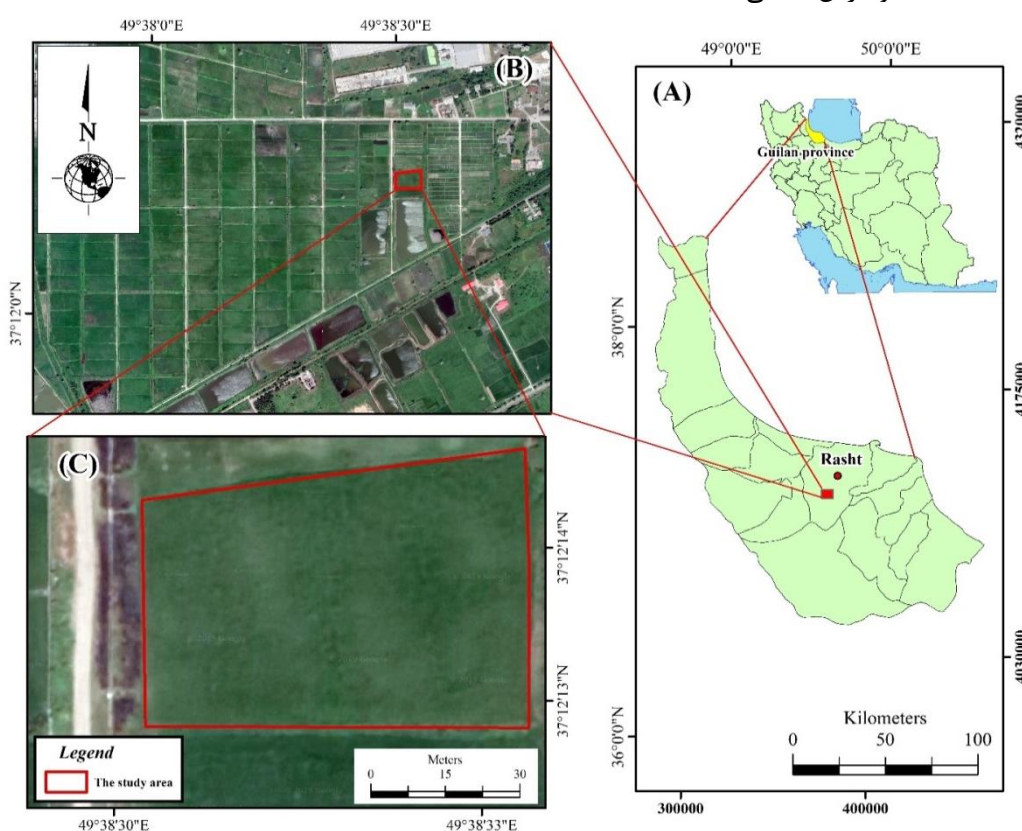 49°38'0"E
49°38'30"E
(B)
N
37°12'0"N
(A)
49°0'0"E
50°0'0"E
Guilan province
4320000
38°0'0"N
4175000
Rasht
4030000
36°0'0"N
Kilometers
0 50 100
300000
400000
(C)
37°12'14"N
37°12'13"N
Legend
The study area
Meters
0 15 30
49°38'30"E
49°38'33"E